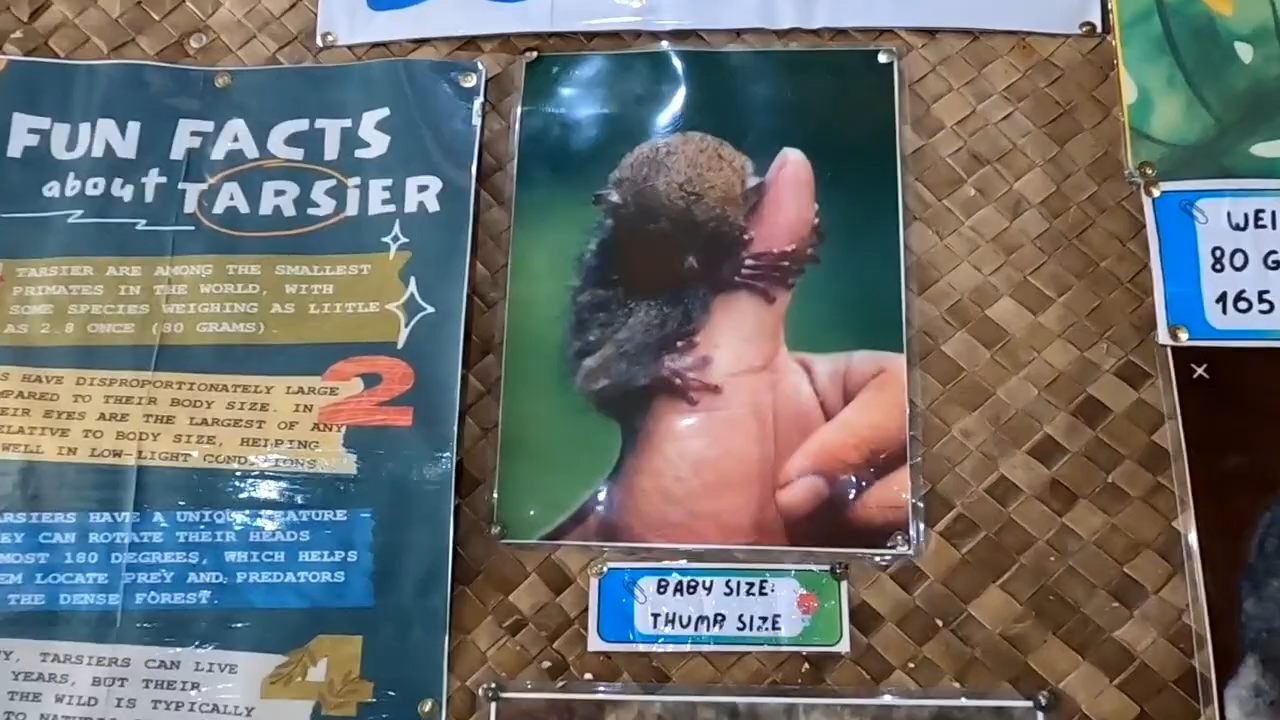 FUN FACTS
about TARSiER
TARSIER ARE AMONG THE SMALLEST
PRIMATES IN THE WORLD, WITH
SOME SPECIES WEIGHING AS LIITLE
AS 2.8 ONCE (80 GRAMS).
2
S HAVE DISPROPORTIONATELY LARGE
MPARED TO THEIR BODY SIZE. IN
EIR EYES ARE THE LARGEST OF ANY
ELATIVE TO BODY SIZE, HELPING
WELL IN LOW-LIGHT CONDITIONS
ARSIERS HAVE A UNIQUE FEATURE
EY CAN ROTATE THEIR HEADS
MOST 180 DEGREES, WHICH HELPS
EM LOCATE PREY AND PREDATORS
THE DENSE FOREST.
4
Y, TARSIERS CAN LIVE
YEARS, BUT THEIR
THE WILD IS TYPICALLY
BABY SIZE:
THUMB SIZE
WEI
80 G
165